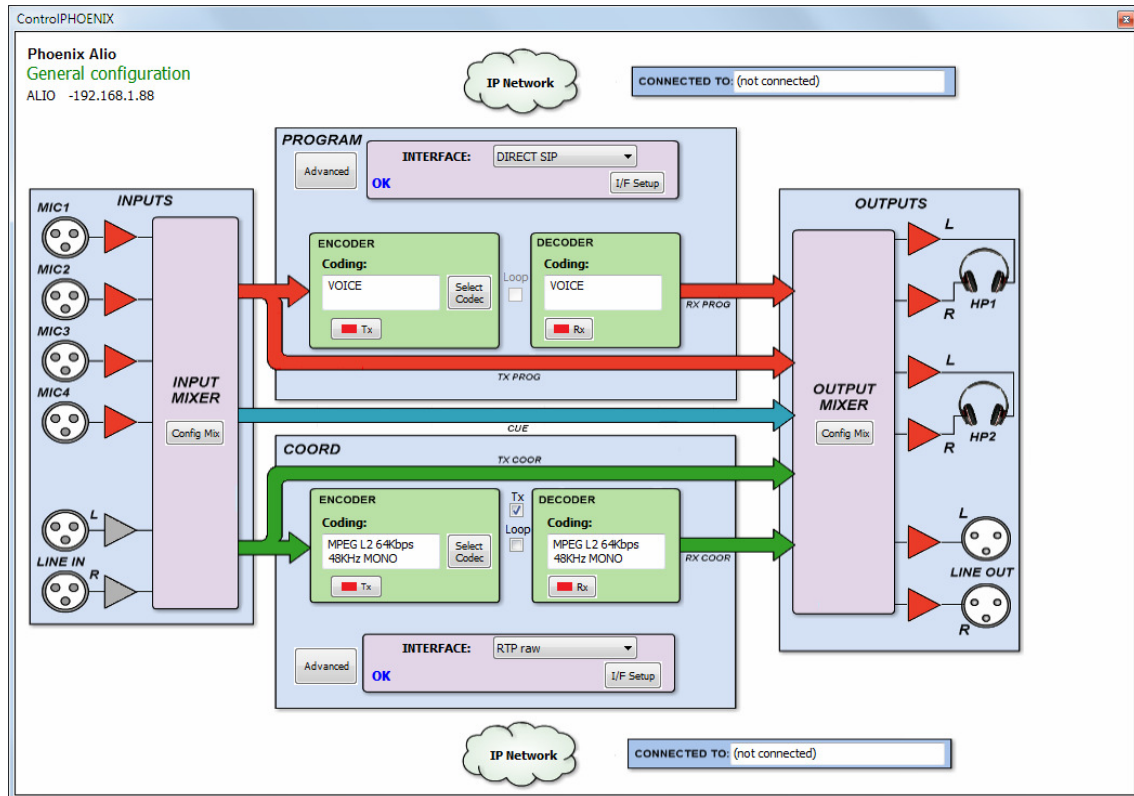 ControlPHOENIX
Phoenix Alio
General configuration
ALIO -192.168.1.88
IP Network
CONNECTED TO: (not connected)
PROGRAM
Advanced
INTERFACE: DIRECT SIP
OK
I/F Setup
INPUTS
MIC1
MIC2
MIC3
MIC4
L
LINE IN
R
INPUT
MIXER
Config Mix
ENCODER
Coding:
VOICE
Select
Codec
Tx
Loop
DECODER
Coding:
VOICE
Rx
RX PROG
TX PROG
CUE
COORD
TX COOR
ENCODER
Coding:
MPEG L2 64Kbps
48KHz MONO
Select
Codec
Tx
Tx
Loop
DECODER
Coding:
MPEG L2 64Kbps
48KHz MONO
Rx
RX COOR
Advanced
INTERFACE: RTP raw
OK
I/F Setup
OUTPUTS
OUTPUT
MIXER
Config Mix
L
HP1
R
L
HP2
R
L
LINE OUT
R
IP Network
CONNECTED TO: (not connected)